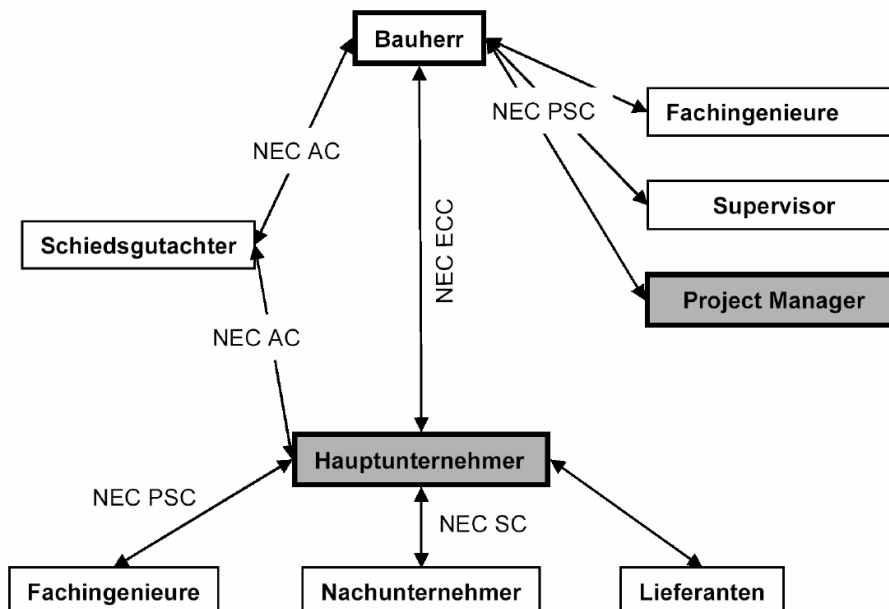 Bauherr
NEC PSC
Fachingenieure
NEC AC
Supervisor
Schiedsgutachter
NEC ECC
Project Manager
NEC AC
Hauptunternehmer
NEC PSC
NEC SC
Fachingenieure
Nachunternehmer
Lieferanten